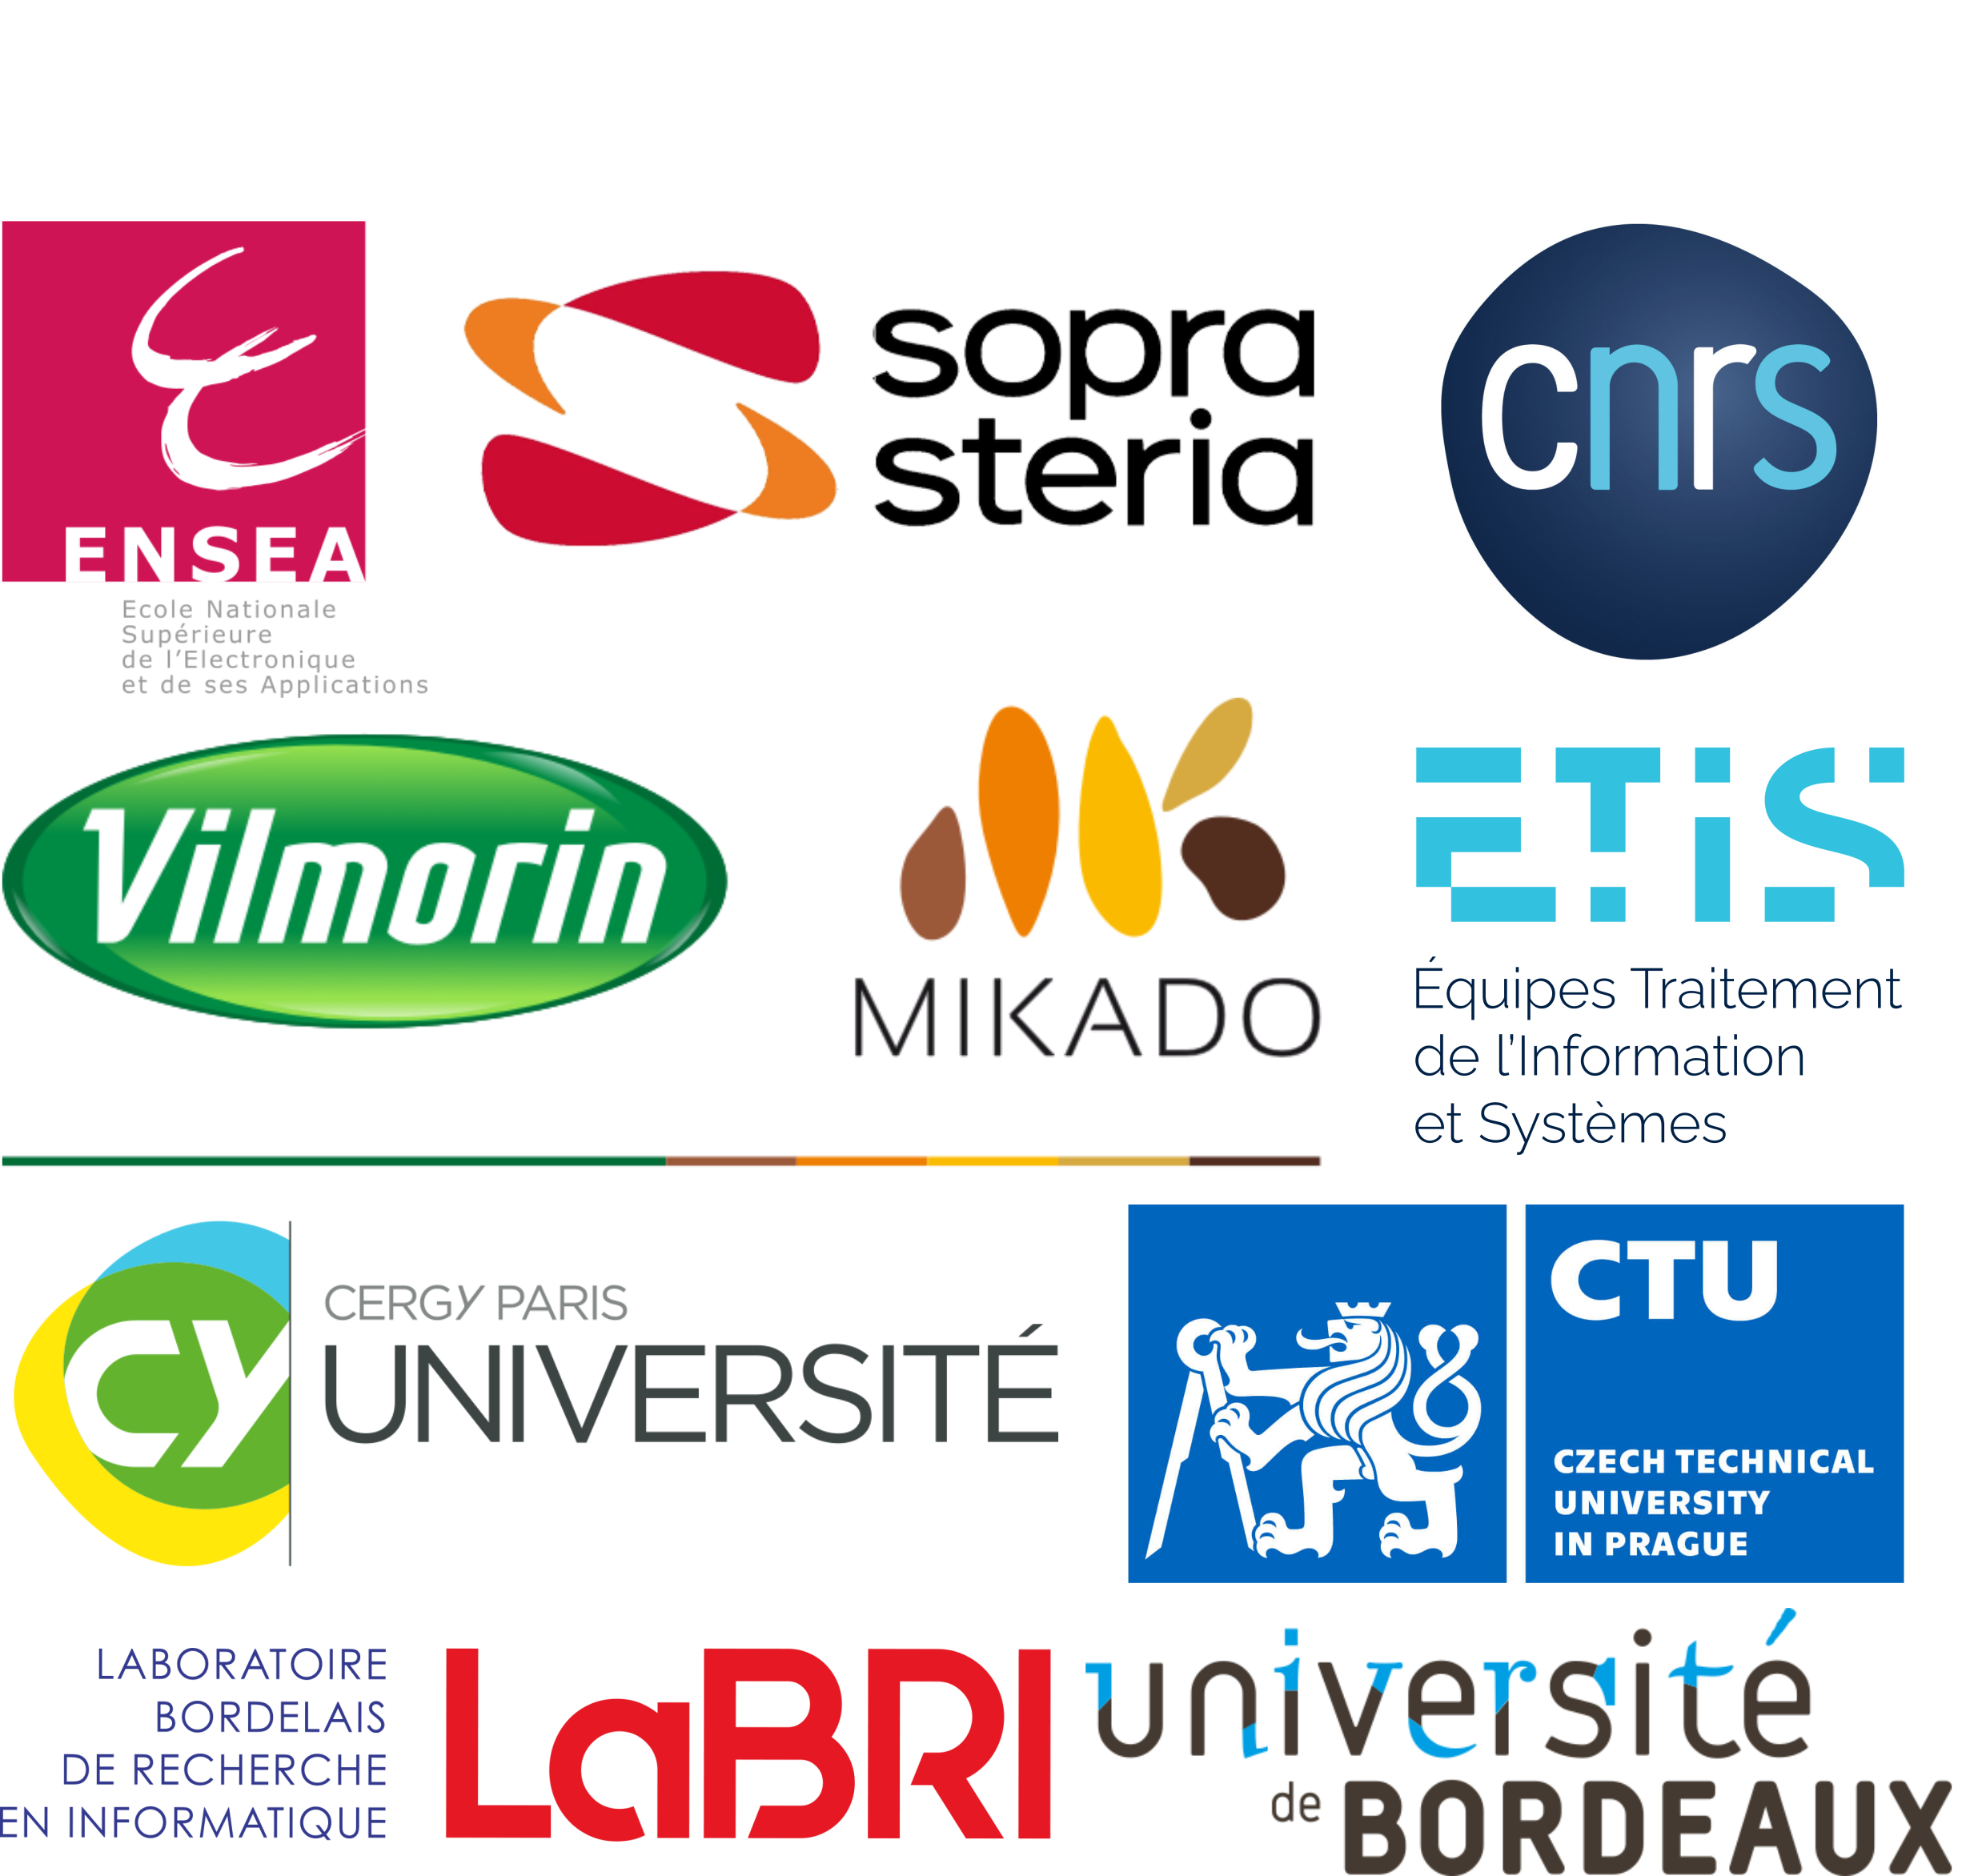 ENSEA
Ecole Nationale
Supérieure
de l'Electronique
et de ses Applications
sopra
steria
cnrs
Vilmorin
MIKADO
ETIS
Équipes Traitement
de l'Information
et Systèmes
CY
CERGY PARIS
UNIVERSITÉ
CTU
CZECH TECHNICAL
UNIVERSITY
IN PRAGUE
LABORATOIRE
BORDELAIS
DE RECHERCHE
EN INFORMATIQUE
LaBRI
université
de BORDEAUX